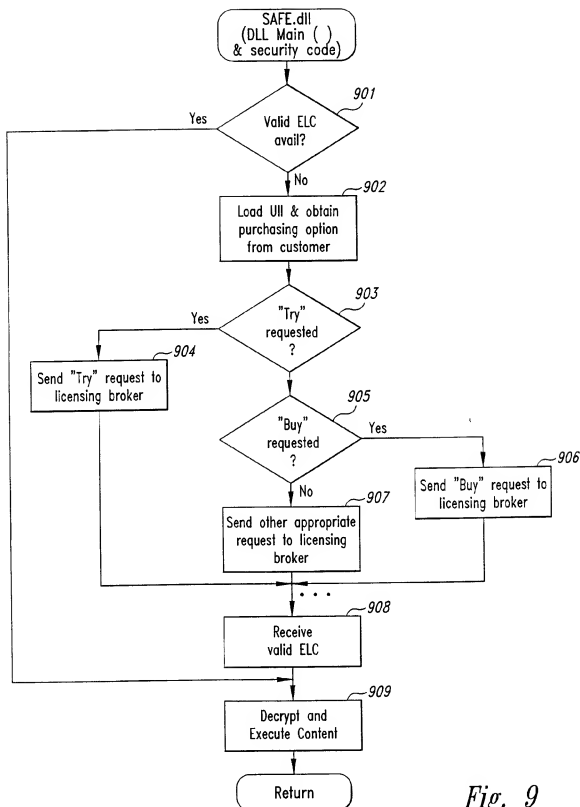 SAFE.dll
(DLL Main ( )
& security code)
901
Yes
Valid ELC
avail?
No
902
Load UII & obtain
purchasing option
from customer
903
Yes
"Try"
requested
?
904
Send "Try" request to
licensing broker
905
"Buy"
requested
?
Yes
906
Send "Buy" request to
licensing broker
No
907
Send other appropriate
request to licensing
broker
. . .
908
Receive
valid ELC
909
Decrypt and
Execute Content
Return
Fig. 9